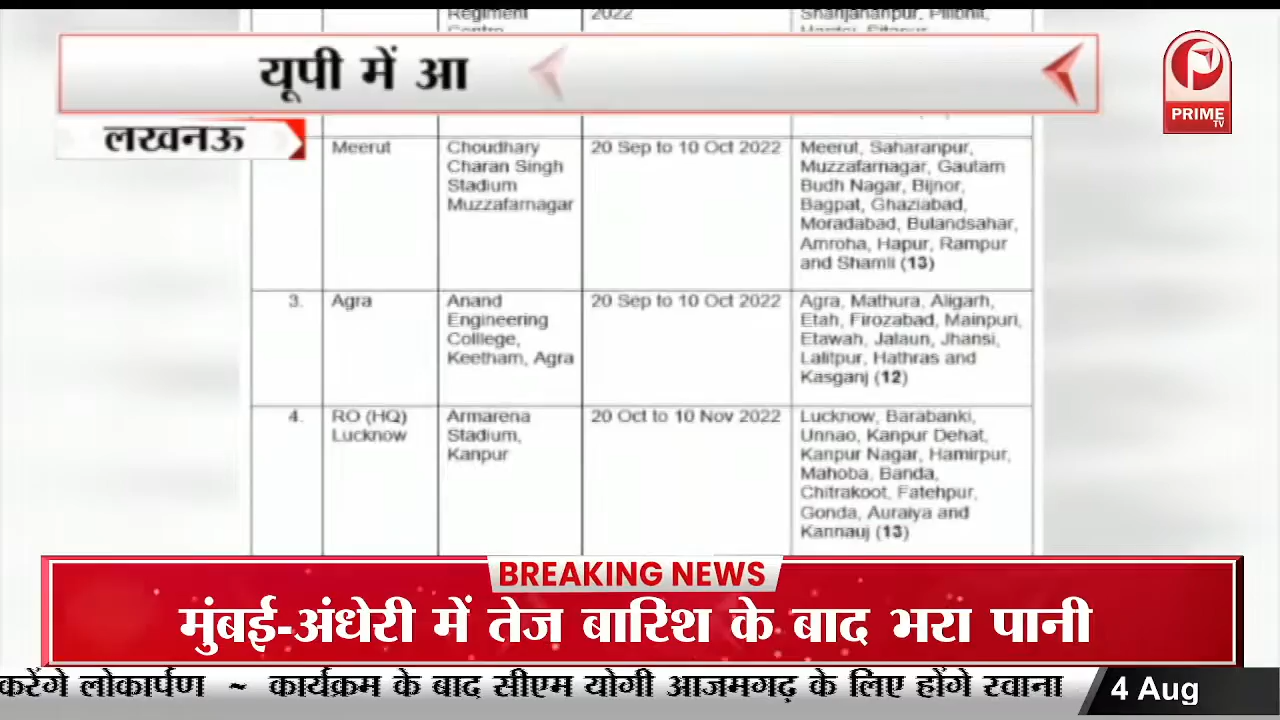 Regiment
2022
यूपी में आ
PRIME
TV
लखनऊ
Meerut
Choudhary
Charan Singh
Stadium
Muzzafarnagar
20 Sep to 10 Oct 2022
Meerut, Saharanpur,
Muzzafarnagar, Gautam
Budh Nagar, Bijnor,
Bagpat, Ghaziabad,
Moradabad, Bulandsahar,
Amroha, Hapur, Rampur
and Shamli (13)
3.
Agra
Anand
Engineering
Colllege,
Keetham, Agra
20 Sep to 10 Oct 2022
Agra, Mathura, Aligarh,
Etah, Firozabad, Mainpuri,
Etawah, Jalaun, Jhansi,
Lalitpur, Hathras and
Kasganj (12)
4.
RO (HQ)
Lucknow
Armarena
Stadium,
Kanpur
20 Oct to 10 Nov 2022
Lucknow, Barabanki,
Unnao, Kanpur Dehat,
Kanpur Nagar, Hamirpur,
Mahoba, Banda,
Chitrakoot, Fatehpur,
Gonda, Auraiya and
Kannauj (13)
BREAKING NEWS
मुंबई-अंधेरी में तेज बारिश के बाद भरा पानी
करेंगे लोकार्पण ~ कार्यक्रम के बाद सीएम योगी आजमगढ़ के लिए होंगे रवाना
4 Aug